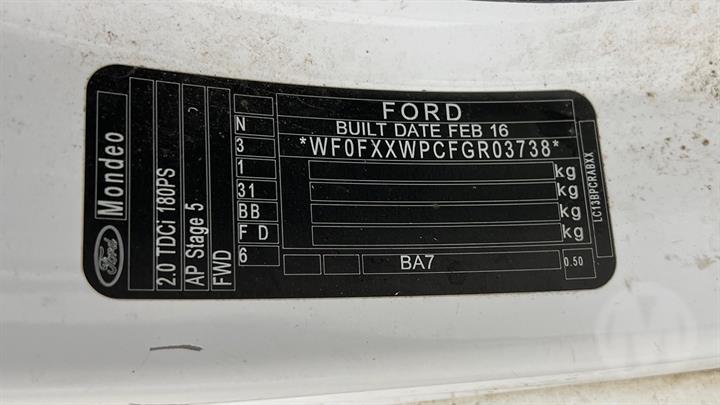 Ford
Mondeo
2.0 TDCi 180PS
AP Stage 5
FWD
N
3
1
31
BB
F D
6
FORD
BUILT DATE FEB 16
*WF0FXXWPCFGR03738*
kg
kg
kg
kg
BA7
0.50
LC13BPCRABXX
M